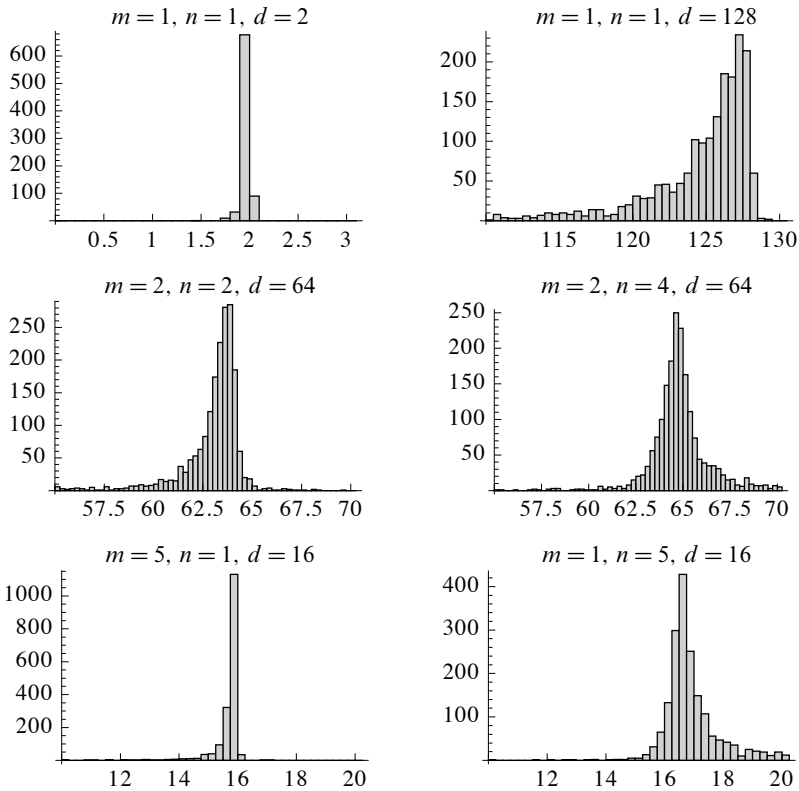 m = 1, n = 1, d = 2
600
500
400
300
200
100
0.5 1 1.5 2 2.5 3
m = 1, n = 1, d = 128
200
150
100
50
115 120 125 130
m = 2, n = 2, d = 64
250
200
150
100
50
57.5 60 62.5 65 67.5 70
m = 2, n = 4, d = 64
250
200
150
100
50
57.5 60 62.5 65 67.5 70
m = 5, n = 1, d = 16
1000
800
600
400
200
12 14 16 18 20
m = 1, n = 5, d = 16
400
300
200
100
12 14 16 18 20